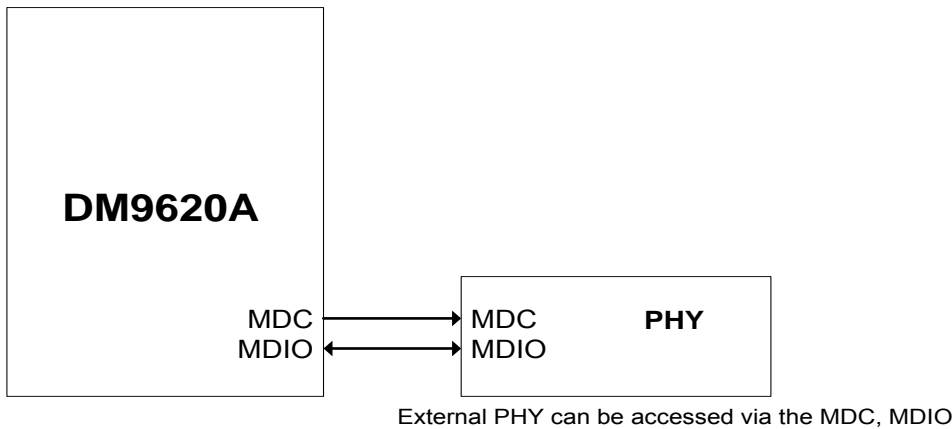 DM9620A
MDC MDC PHY
MDIO MDIO
External PHY can be accessed via the MDC, MDIO